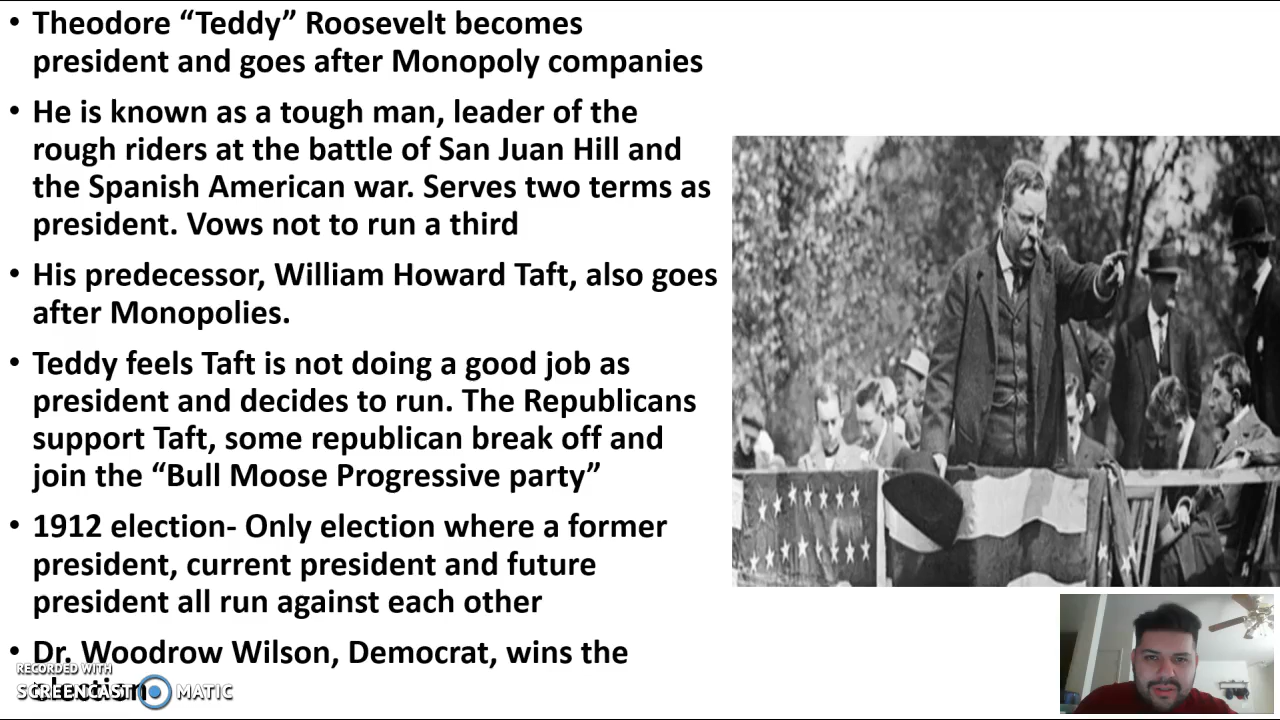 • Theodore “Teddy” Roosevelt becomes
president and goes after Monopoly companies
• He is known as a tough man, leader of the
rough riders at the battle of San Juan Hill and
the Spanish American war. Serves two terms as
president. Vows not to run a third
• His predecessor, William Howard Taft, also goes
after Monopolies.
• Teddy feels Taft is not doing a good job as
president and decides to run. The Republicans
support Taft, some republican break off and
join the “Bull Moose Progressive party”
• 1912 election- Only election where a former
president, current president and future
president all run against each other
• Dr. Woodrow Wilson, Democrat, wins the
election
RECORDED WITH
SCREENCAST MATIC